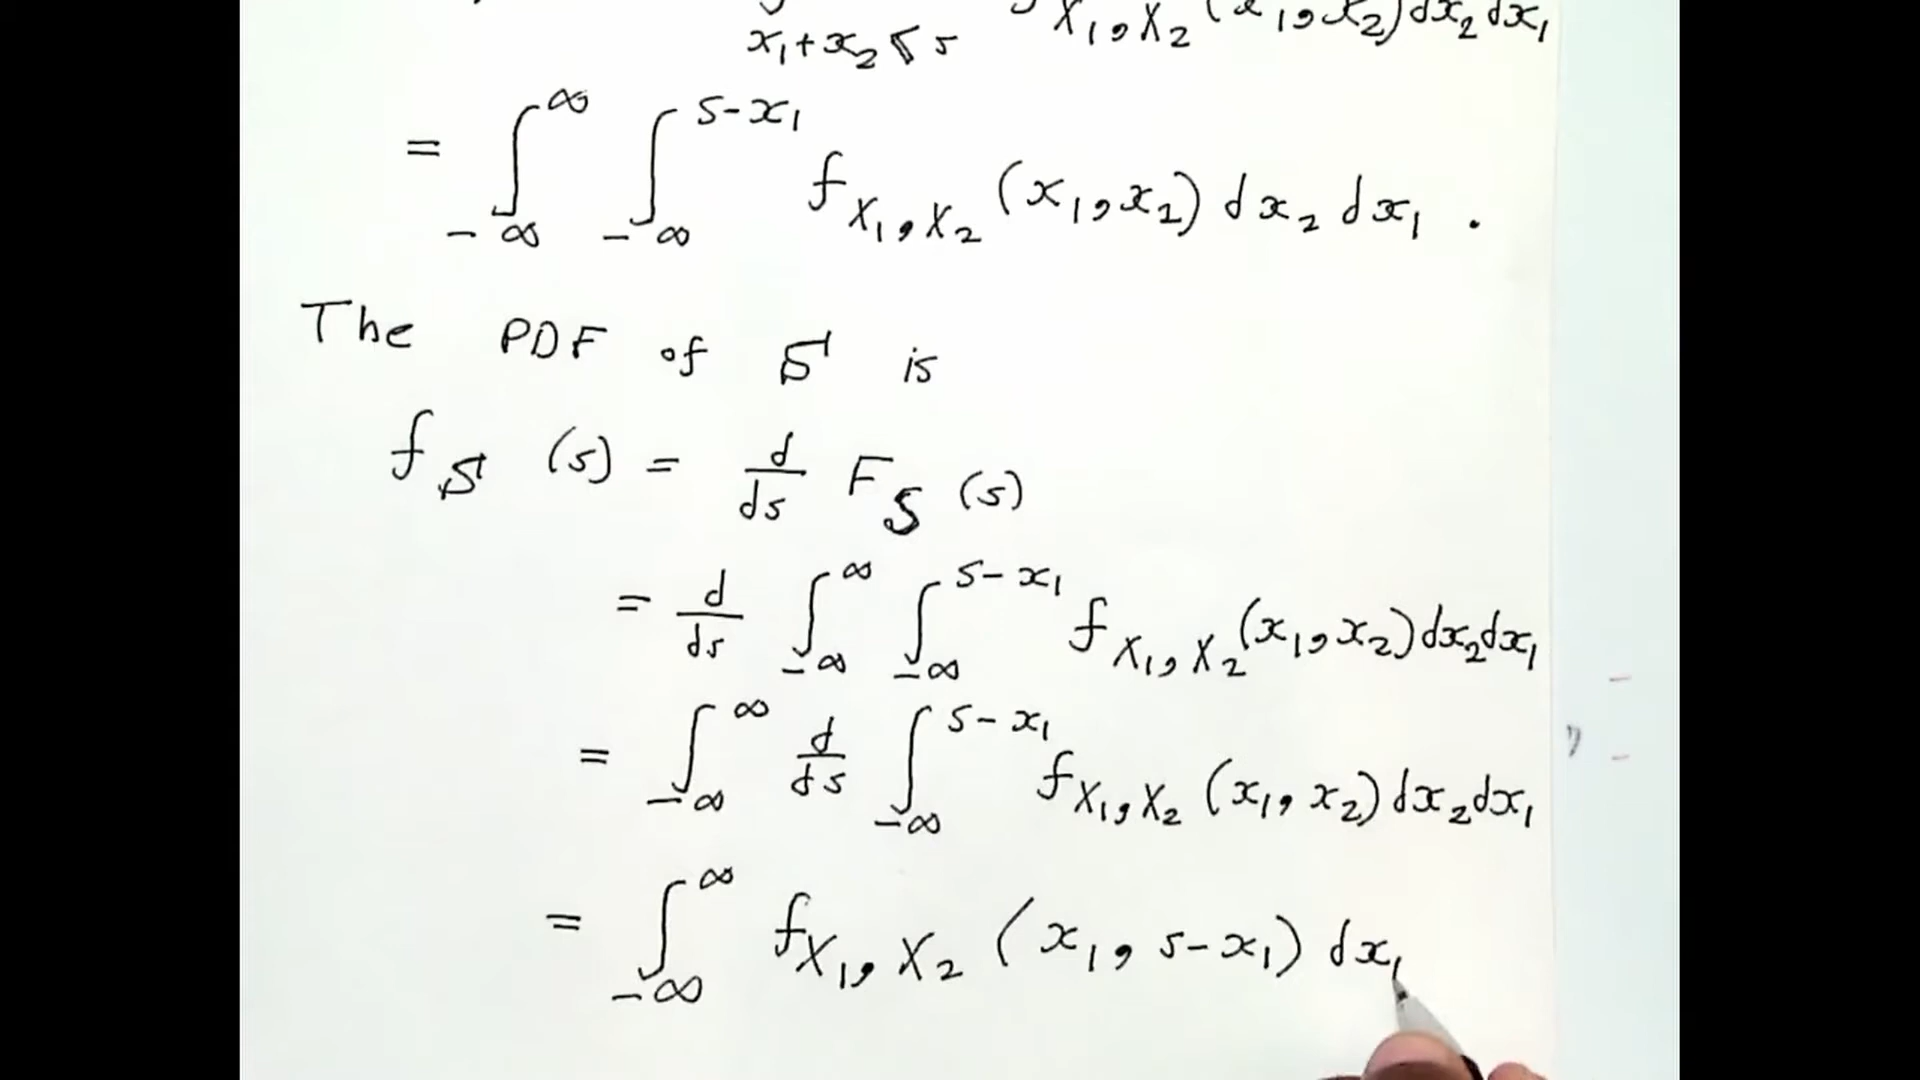 x₁+x₂≤s f_{X₁,X₂}(x₁,x₂)dx₂dx₁
= ∫_{-∞}^{∞} ∫_{-∞}^{s-x₁} f_{X₁,X₂}(x₁,x₂) dx₂ dx₁ .
The PDF of S is
f_S (s) = d/ds F_S (s)
= d/ds ∫_{-∞}^{∞} ∫_{-∞}^{s-x₁} f_{X₁,X₂}(x₁,x₂)dx₂dx₁
= ∫_{-∞}^{∞} d/ds ∫_{-∞}^{s-x₁} f_{X₁,X₂}(x₁,x₂)dx₂dx₁
= ∫_{-∞}^{∞} f_{X₁,X₂}(x₁,s-x₁)dx₁